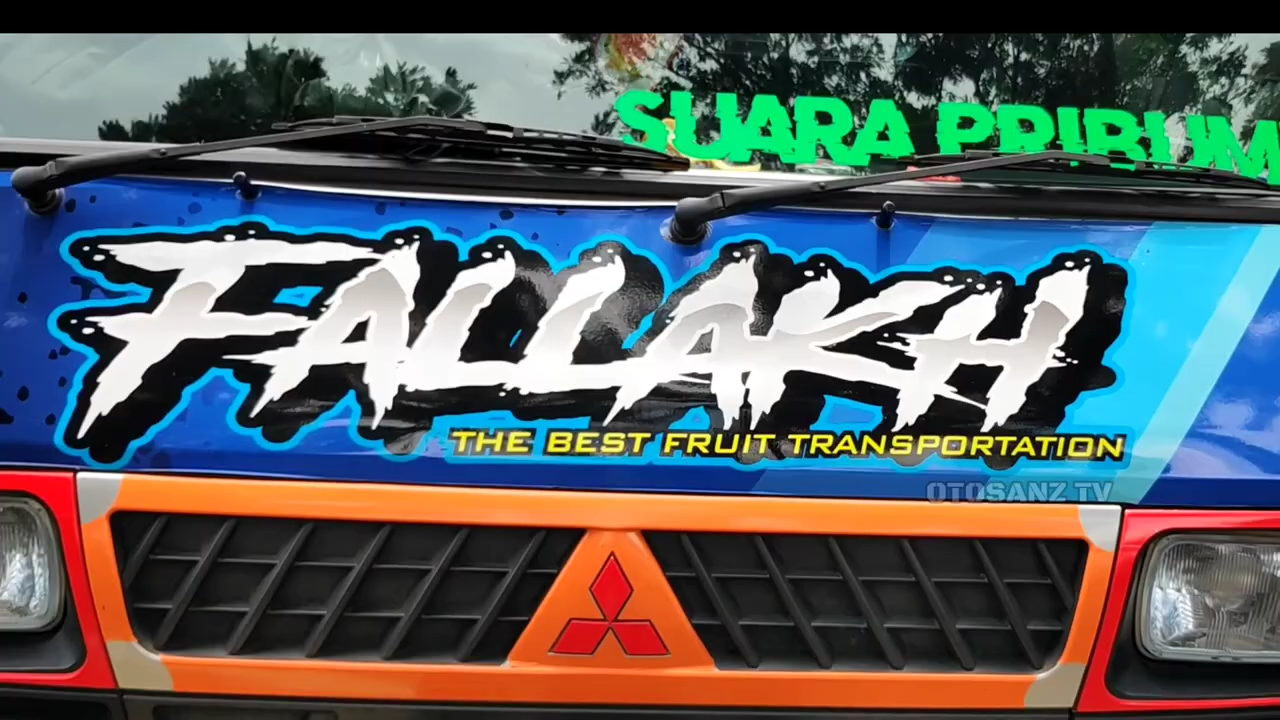 SUARA PRIBUM
FALLAKH
THE BEST FRUIT TRANSPORTATION
OTOSANZ TV